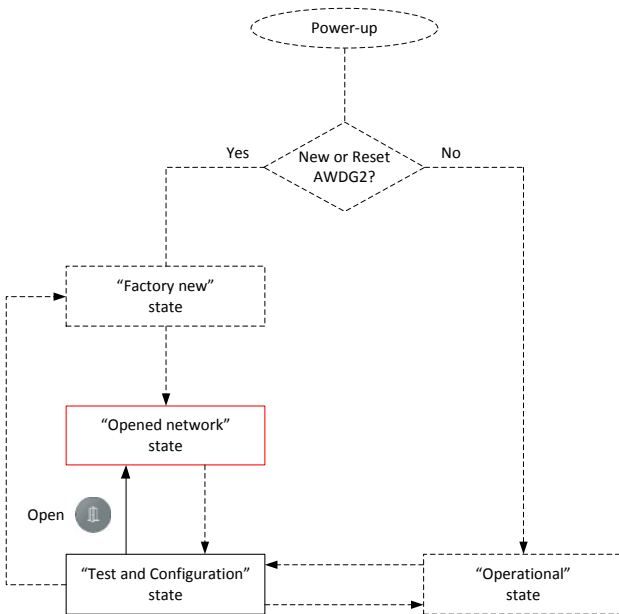 Power-up
Yes
New or Reset
AWDG2?
No
“Factory new”
state
“Opened network”
state
Open
“Test and Configuration”
state
“Operational”
state